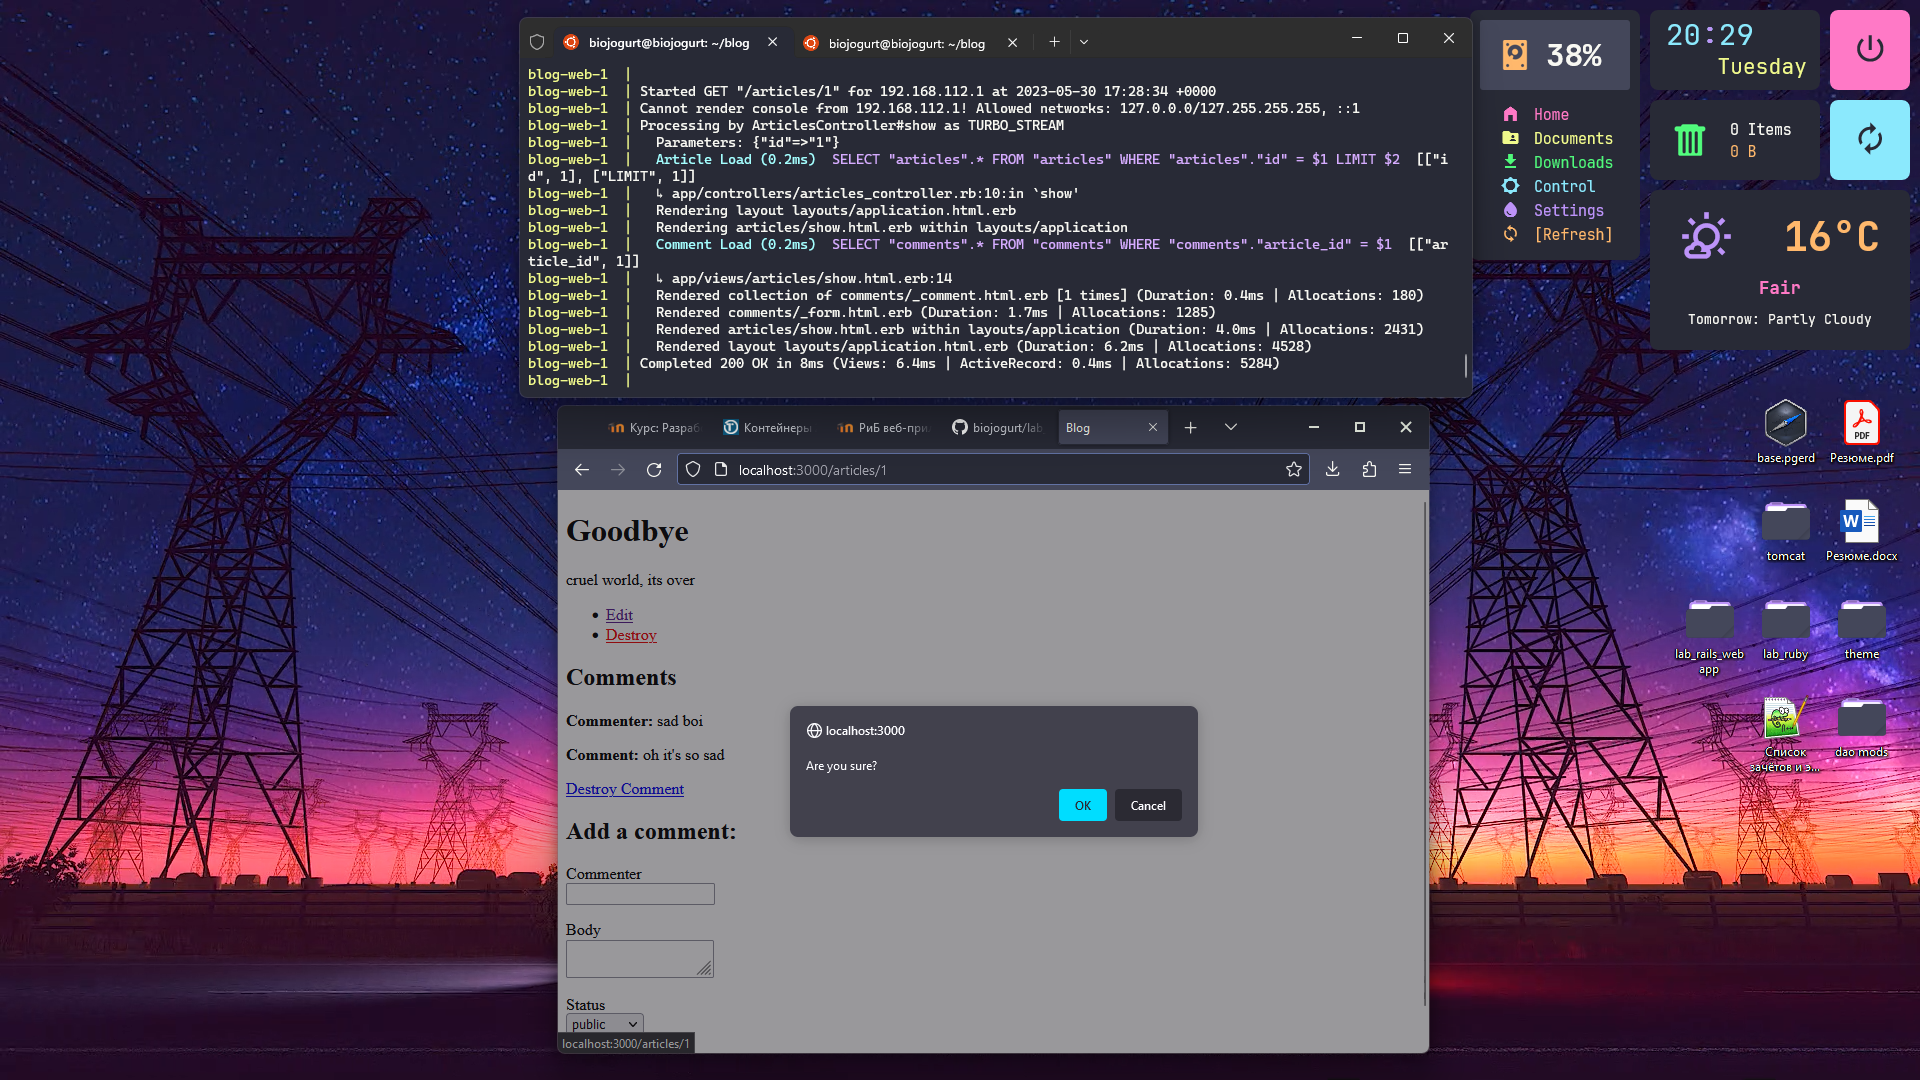 biojogurt@biojogurt: ~/blog
biojogurt@biojogurt: ~/blog
blog-web-1 |
blog-web-1 | Started GET "/articles/1" for 192.168.112.1 at 2023-05-30 17:28:34 +0000
blog-web-1 | Cannot render console from 192.168.112.1! Allowed networks: 127.0.0.0/127.255.255.255, ::1
blog-web-1 | Processing by ArticlesController#show as TURBO_STREAM
blog-web-1 |   Parameters: {"id"=>"1"}
blog-web-1 |   Article Load (0.2ms)  SELECT "articles".* FROM "articles" WHERE "articles"."id" = $1 LIMIT $2  [["i
d", 1], ["LIMIT", 1]]
blog-web-1 |   ↳ app/controllers/articles_controller.rb:10:in `show'
blog-web-1 |   Rendering layout layouts/application.html.erb
blog-web-1 |   Rendering articles/show.html.erb within layouts/application
blog-web-1 |   Comment Load (0.2ms)  SELECT "comments".* FROM "comments" WHERE "comments"."article_id" = $1  [["ar
ticle_id", 1]]
blog-web-1 |   ↳ app/views/articles/show.html.erb:14
blog-web-1 |   Rendered collection of comments/_comment.html.erb [1 times] (Duration: 0.4ms | Allocations: 180)
blog-web-1 |   Rendered comments/_form.html.erb (Duration: 1.7ms | Allocations: 1285)
blog-web-1 |   Rendered articles/show.html.erb within layouts/application (Duration: 4.0ms | Allocations: 2431)
blog-web-1 |   Rendered layout layouts/application.html.erb (Duration: 6.2ms | Allocations: 4528)
blog-web-1 | Completed 200 OK in 8ms (Views: 6.4ms | ActiveRecord: 0.4ms | Allocations: 5284)
blog-web-1 |
38%
Home
Documents
Downloads
Control
Settings
[Refresh]
20:29
Tuesday
0 Items
0 B
16°C
Fair
Tomorrow: Partly Cloudy
Курс: Разраб
Контейнеры
РиБ веб-при
biojogurt/lab
Blog
localhost:3000/articles/1
Goodbye
cruel world, its over
Edit
Destroy
Comments
Commenter: sad boi
Comment: oh it's so sad
Destroy Comment
Add a comment:
Commenter
Body
Status
public
localhost:3000/articles/1
localhost:3000
Are you sure?
OK
Cancel
base.pgerd
PDF
Резюме.pdf
tomcat
W
Резюме.docx
lab_rails_web
app
lab_ruby
theme
Список
зачётов и э...
dao mods